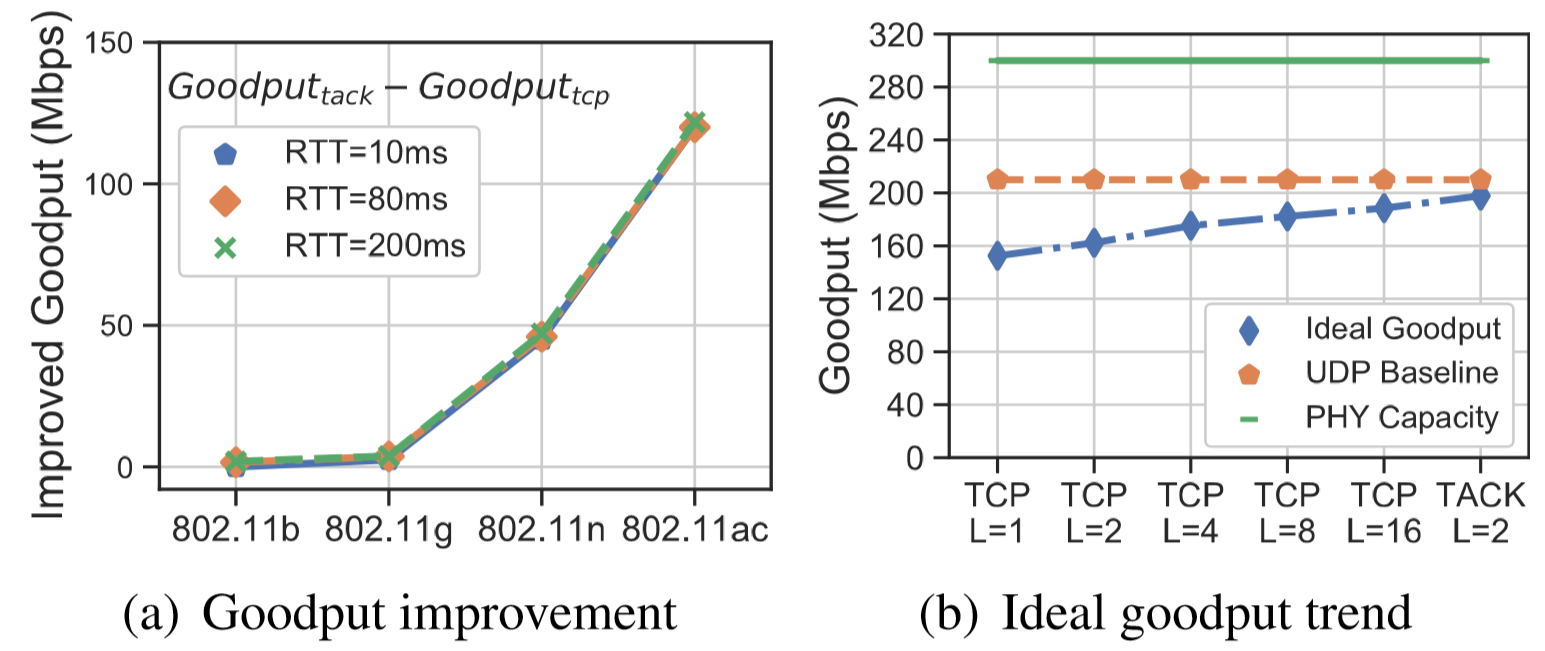 Improved Goodput (Mbps)
150
100
50
0
Goodput_tack − Goodput_tcp
RTT=10ms
RTT=80ms
RTT=200ms
802.11b 802.11g 802.11n 802.11ac
(a) Goodput improvement
Goodput (Mbps)
320
280
240
200
160
120
80
40
0
Ideal Goodput
UDP Baseline
PHY Capacity
TCP TCP TCP TCP TCP TACK
L=1 L=2 L=4 L=8 L=16 L=2
(b) Ideal goodput trend